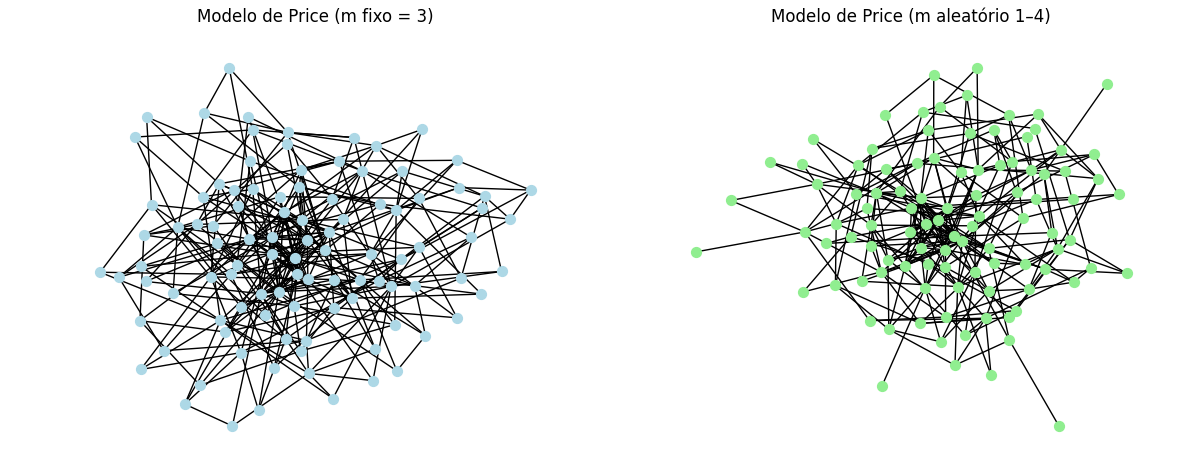 Modelo de Price (m fixo = 3)
Modelo de Price (m aleatório 1–4)